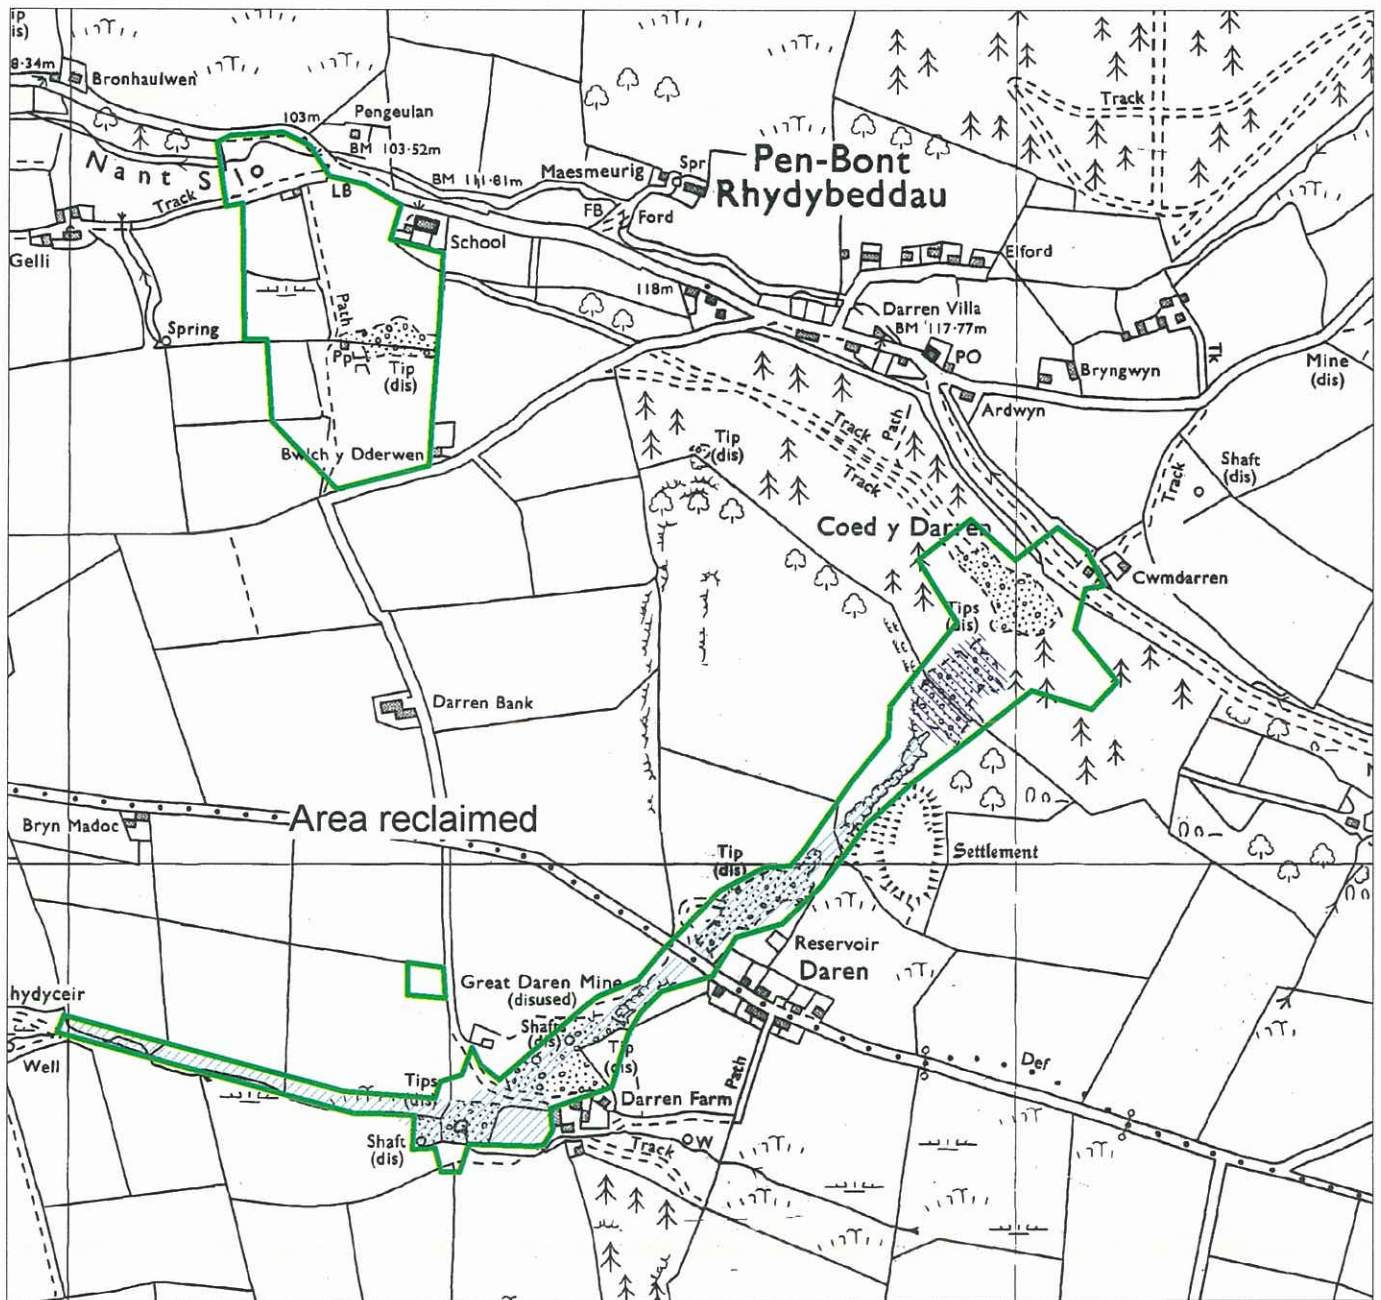 ip
is)
8·34m
Bronhaulwen
103m
Pengeulan
BM 103·52m
Nant Silo
Track
LB
BM 111·81m
Maesmeurig
Spr
Pen-Bont
Rhydybeddau
FB
Ford
School
Gelli
Spring
Path
Pp
Tip
(dis)
Bwlch y Dderwen
118m
Elford
Darren Villa
BM 117·77m
PO
Bryngwyn
Ardwyn
Tk
Mine
(dis)
Track
Track
Path
Track
Tip
(dis)
Shaft
(dis)
Track
Coed y Darren
Cwmdarren
Tips
(dis)
Darren Bank
Bryn Madoc
Area reclaimed
Settlement
Tip
(dis)
Reservoir
Daren
Great Daren Mine
(disused)
Shafts
(dis)
Tip
(dis)
hydyceir
Well
Tips
(dis)
Shaft
(dis)
Darren Farm
Path
Track
W
Def